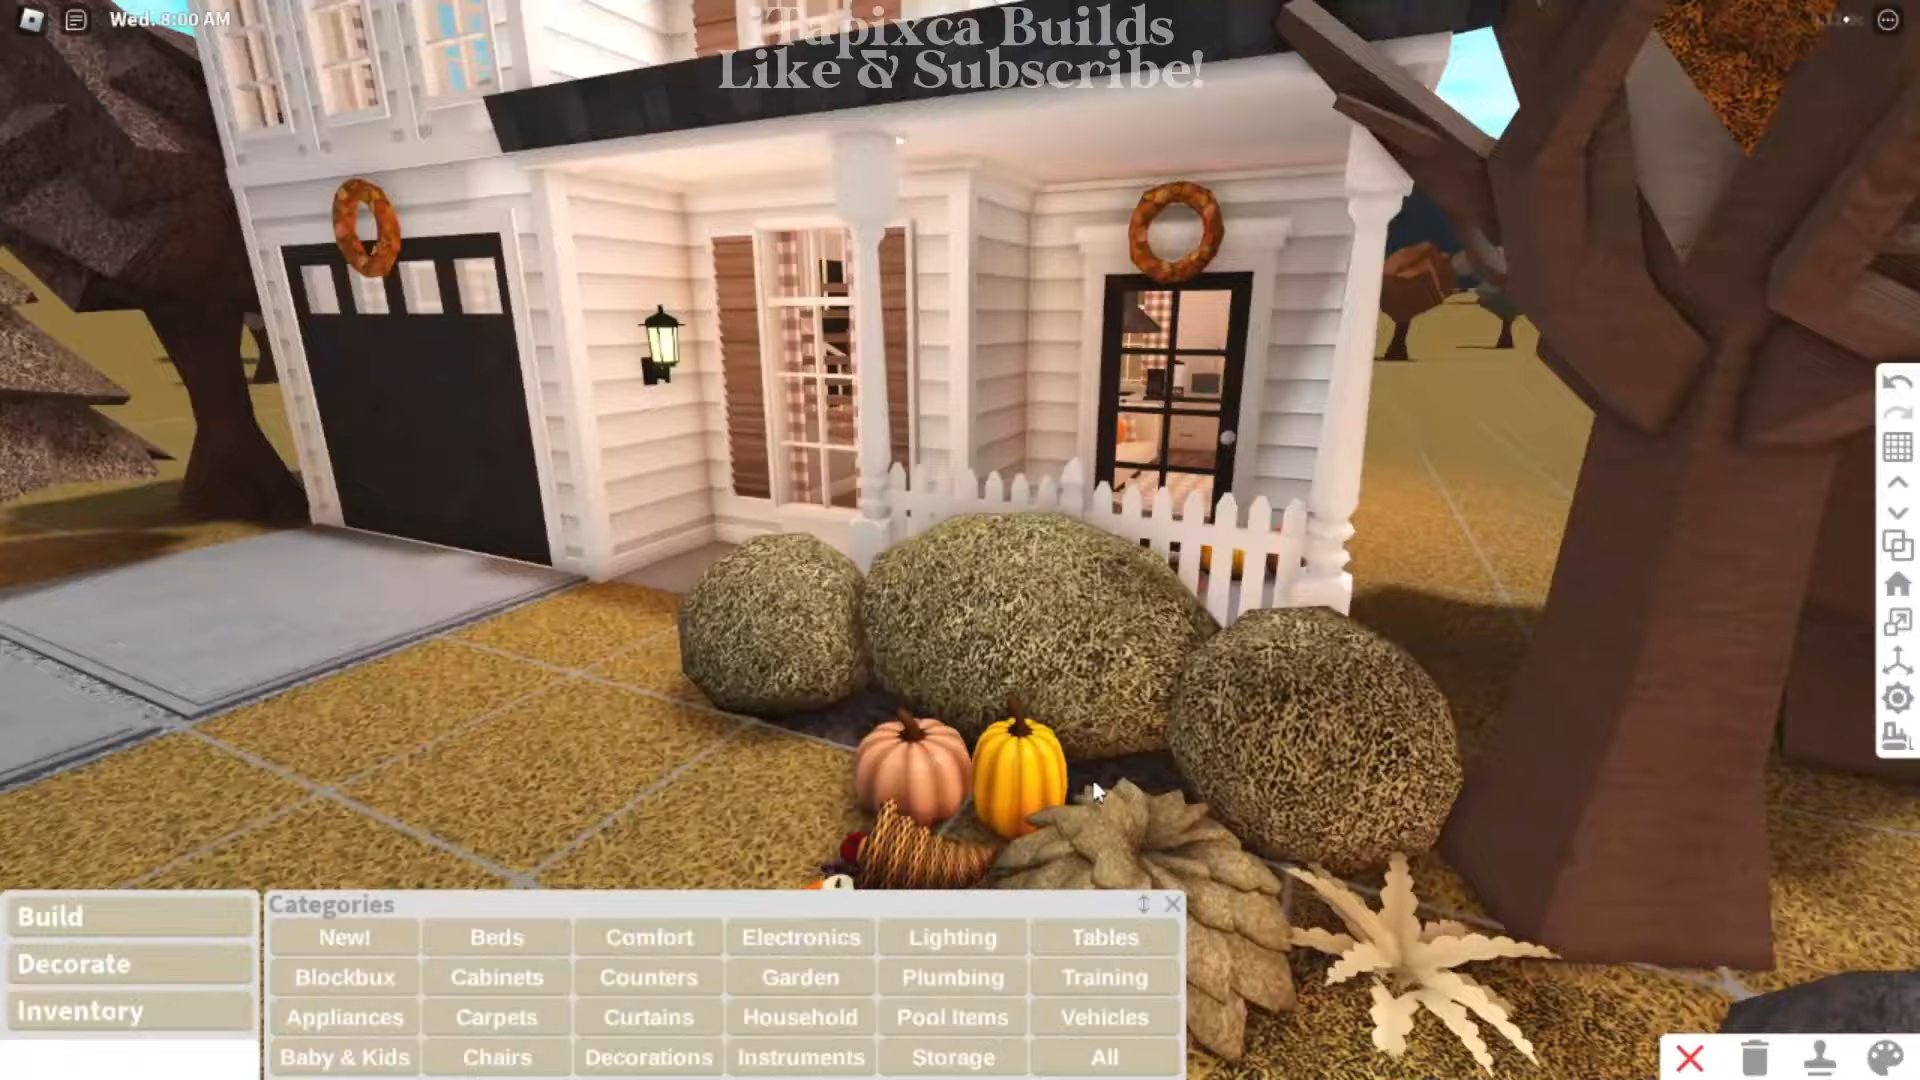 Wed. 8:00 AM
iTapixca Builds
Like & Subscribe!
Build
Decorate
Inventory
Categories
New! Beds Comfort Electronics Lighting Tables
Blockbux Cabinets Counters Garden Plumbing Training
Appliances Carpets Curtains Household Pool Items Vehicles
Baby & Kids Chairs Decorations Instruments Storage All